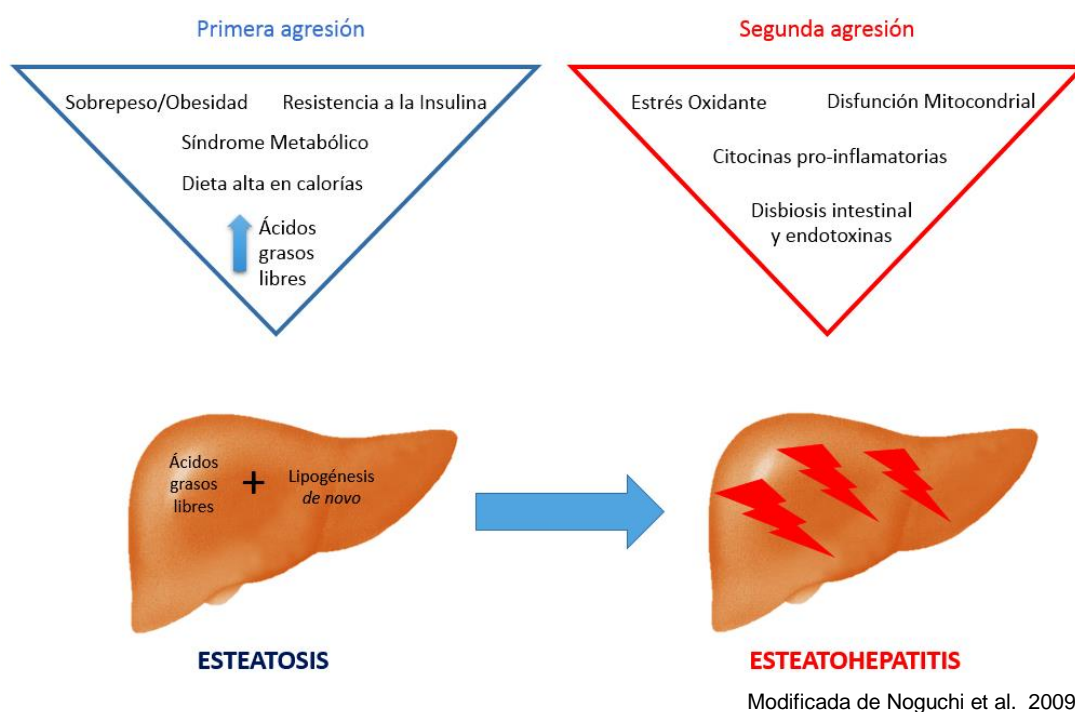 Primera agresión
Sobrepeso/Obesidad
Resistencia a la Insulina
Síndrome Metabólico
Dieta alta en calorías
Ácidos
grasos
libres
Segunda agresión
Estrés Oxidante
Disfunción Mitocondrial
Citocinas pro-inflamatorias
Disbiosis intestinal
y endotoxinas
Ácidos
grasos
libres
+
Lipogénesis
de novo
ESTEATOSIS
ESTEATOHEPATITIS
Modificada de Noguchi et al. 2009